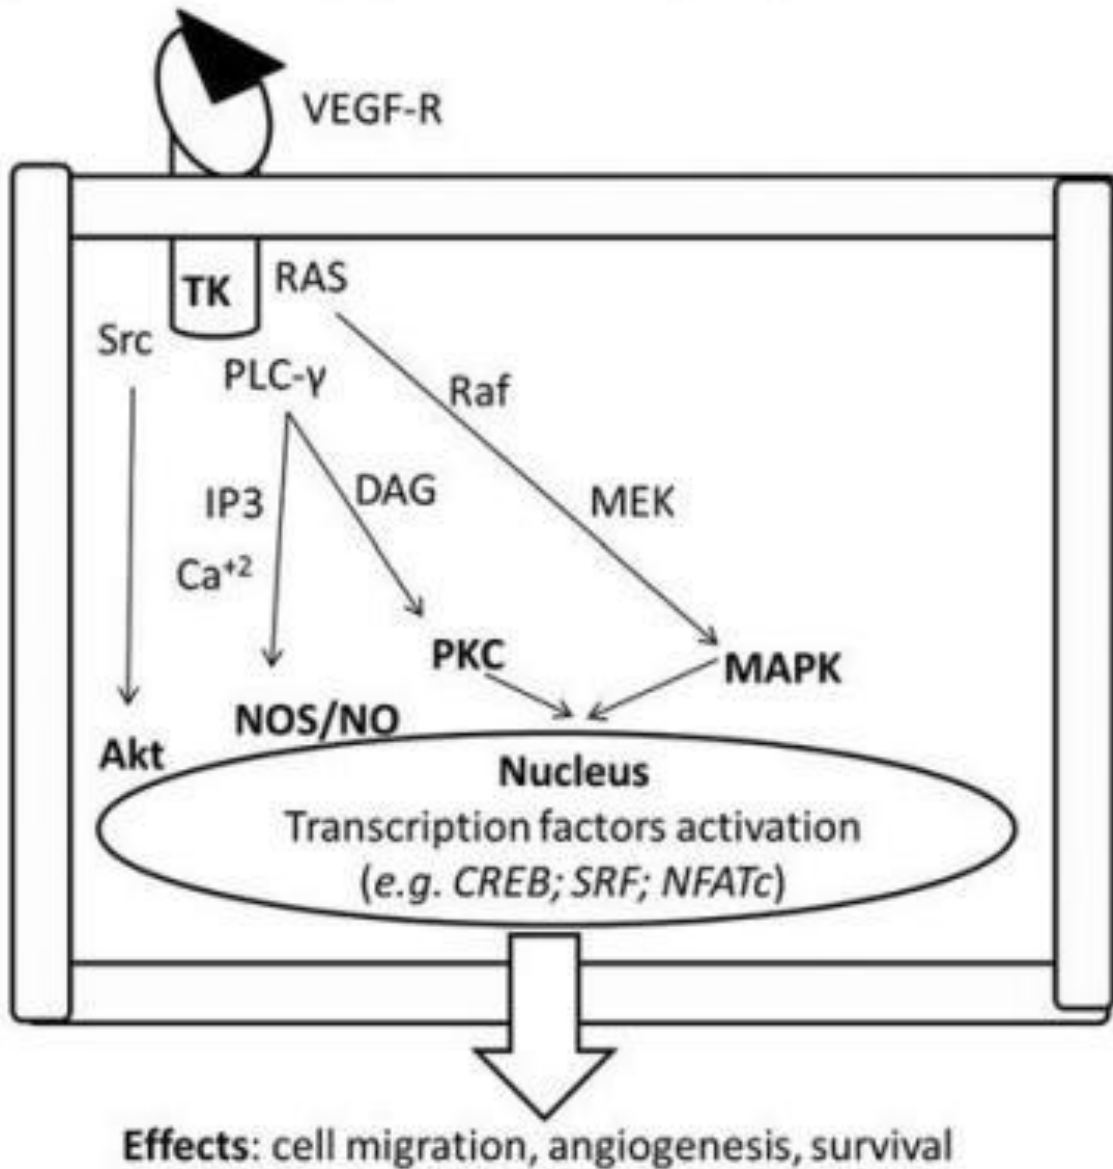 VEGF-R
TK
RAS
Src
PLC-γ
Raf
IP3
DAG
MEK
Ca⁺²
PKC
MAPK
NOS/NO
Akt
Nucleus
Transcription factors activation
(e.g. CREB; SRF; NFATc)
Effects: cell migration, angiogenesis, survival